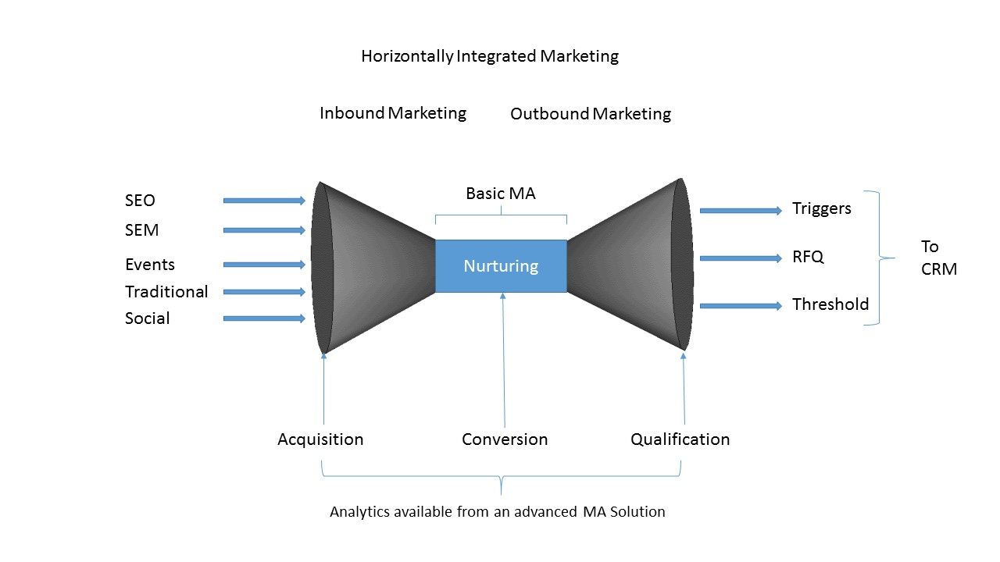 Horizontally Integrated Marketing
Inbound Marketing
Outbound Marketing
SEO
SEM
Events
Traditional
Social
Basic MA
Nurturing
Triggers
RFQ
Threshold
To
CRM
Acquisition
Conversion
Qualification
Analytics available from an advanced MA Solution